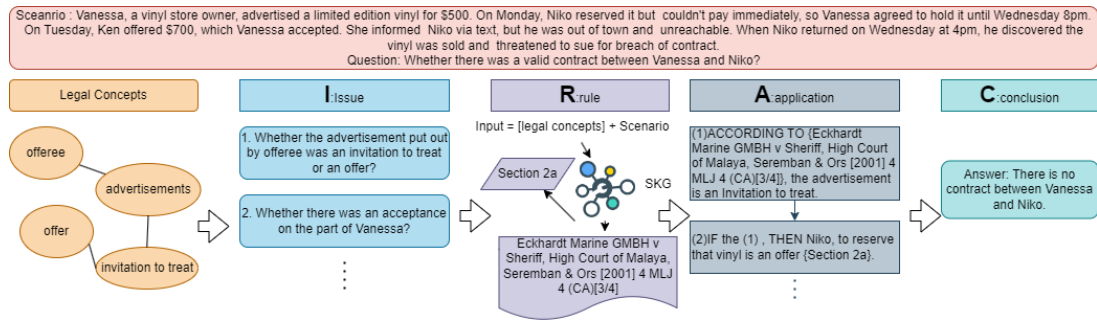 Sceanrio : Vanessa, a vinyl store owner, advertised a limited edition vinyl for $500. On Monday, Niko reserved it but couldn't pay immediately, so Vanessa agreed to hold it until Wednesday 8pm.
On Tuesday, Ken offered $700, which Vanessa accepted. She informed Niko via text, but he was out of town and unreachable. When Niko returned on Wednesday at 4pm, he discovered the
vinyl was sold and threatened to sue for breach of contract.
Question: Whether there was a valid contract between Vanessa and Niko?
Legal Concepts
offeree
advertisements
offer
invitation to treat
I:Issue
1. Whether the advertisement put out
by offeree was an invitation to treat
or an offer?
2. Whether there was an acceptance
on the part of Vanessa?
R:rule
Input = [legal concepts] + Scenario
Section 2a
SKG
Eckhardt Marine GMBH v
Sheriff, High Court of Malaya,
Seremban & Ors [2001] 4 MLJ
4 (CA)[3/4]
A:application
(1)ACCORDING TO {Eckhardt
Marine GMBH v Sheriff, High Court
of Malaya, Seremban & Ors [2001] 4
MLJ 4 (CA)[3/4]}, the advertisement
is an Invitation to treat.
(2)IF the (1) , THEN Niko, to reserve
that vinyl is an offer {Section 2a}.
C:conclusion
Answer: There is no
contract between Vanessa
and Niko.